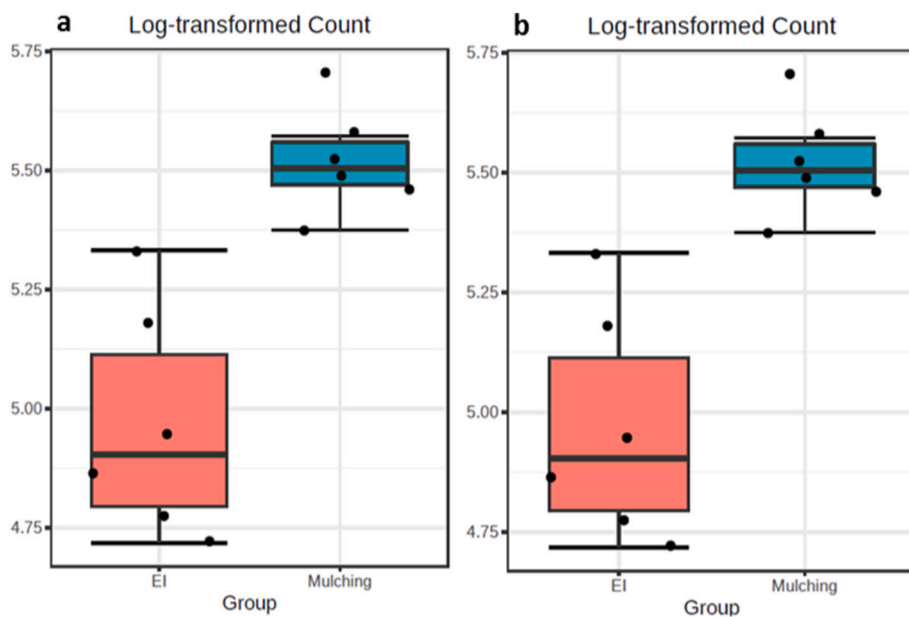 a
Log-transformed Count
5.75
5.50
5.25
5.00
4.75
EI
Mulching
Group
b
Log-transformed Count
5.75
5.50
5.25
5.00
4.75
EI
Mulching
Group